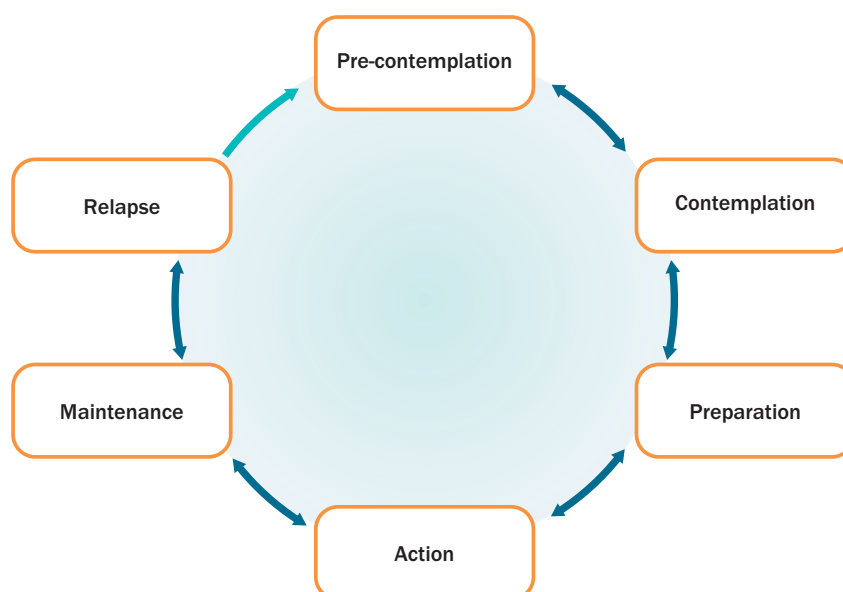 Pre-contemplation
Contemplation
Preparation
Action
Maintenance
Relapse